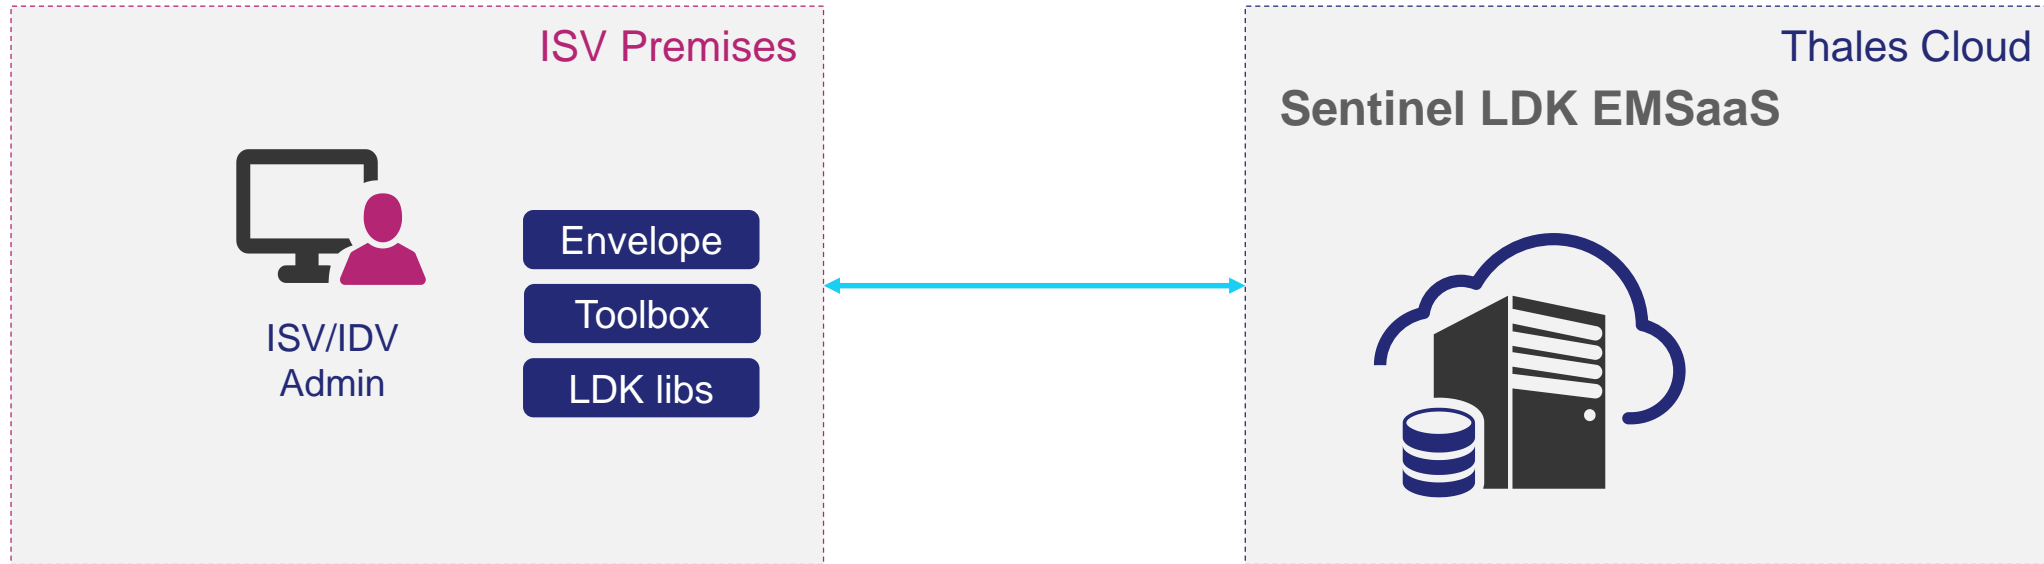 ISV Premises
ISV/IDV
Admin
Envelope
Toolbox
LDK libs
Thales Cloud
Sentinel LDK EMSaaS